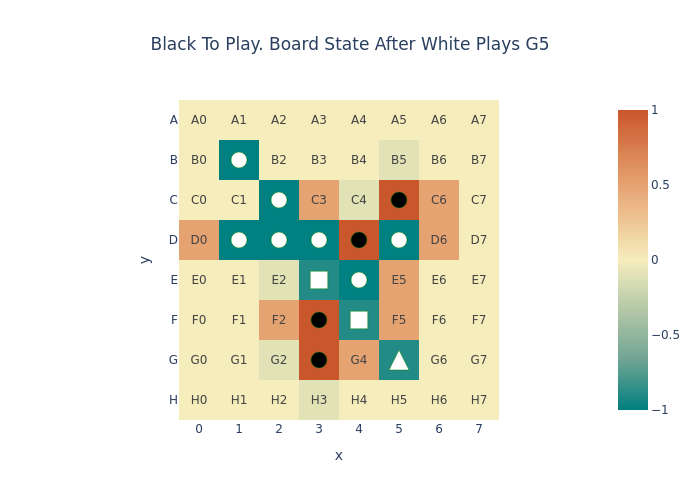 Black To Play. Board State After White Plays G5
A A0 A1 A2 A3 A4 A5 A6 A7 1
B B0 B2 B3 B4 B5 B6 B7
C C0 C1 C3 C4 C6 C7 0.5
D D0 D6 D7
y E E0 E1 E2 E5 E6 E7 0
F F0 F1 F2 F5 F6 F7 −0.5
G G0 G1 G2 G4 G6 G7
H H0 H1 H2 H3 H4 H5 H6 H7 −1
0 1 2 3 4 5 6 7
x